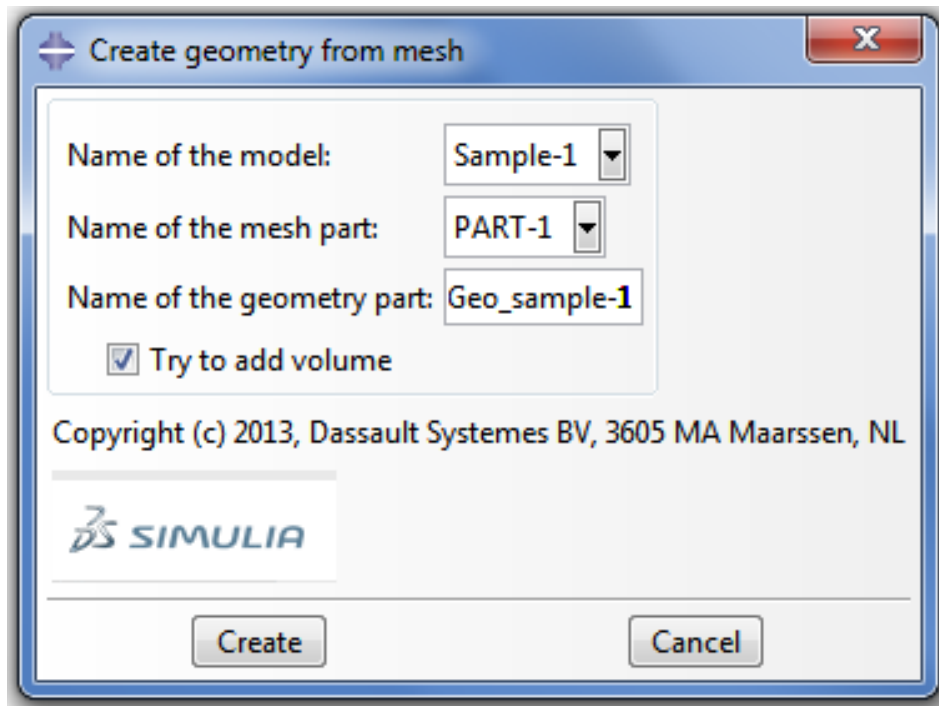 Create geometry from mesh
Name of the model: Sample-1
Name of the mesh part: PART-1
Name of the geometry part: Geo_sample-1
Try to add volume
Copyright (c) 2013, Dassault Systemes BV, 3605 MA Maarssen, NL
3DS SIMULIA
Create Cancel